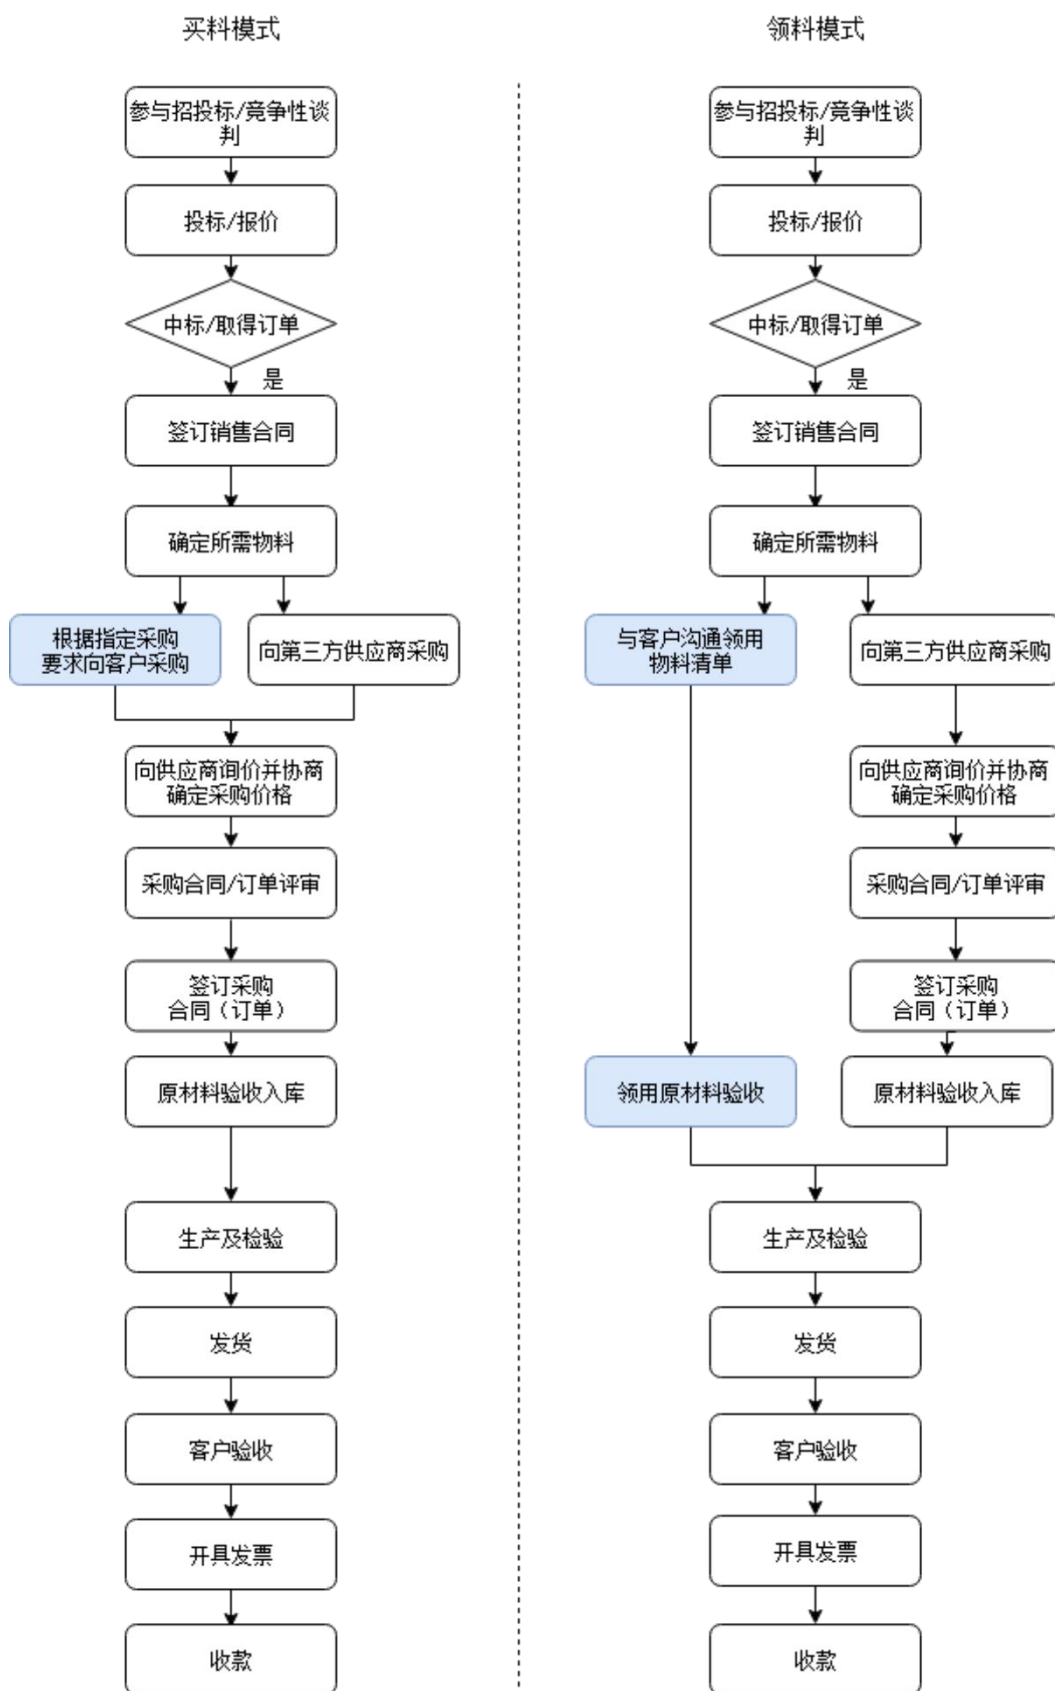 买料模式
参与招投标/竞争性谈
判
投标/报价
中标/取得订单
是
签订销售合同
确定所需物料
根据指定采购
要求向客户采购
向第三方供应商采购
向供应商询价并协商
确定采购价格
采购合同/订单评审
签订采购
合同（订单）
原材料验收入库
生产及检验
发货
客户验收
开具发票
收款
领料模式
参与招投标/竞争性谈
判
投标/报价
中标/取得订单
是
签订销售合同
确定所需物料
与客户沟通领用
物料清单
向第三方供应商采购
向供应商询价并协商
确定采购价格
采购合同/订单评审
签订采购
合同（订单）
领用原材料验收
原材料验收入库
生产及检验
发货
客户验收
开具发票
收款